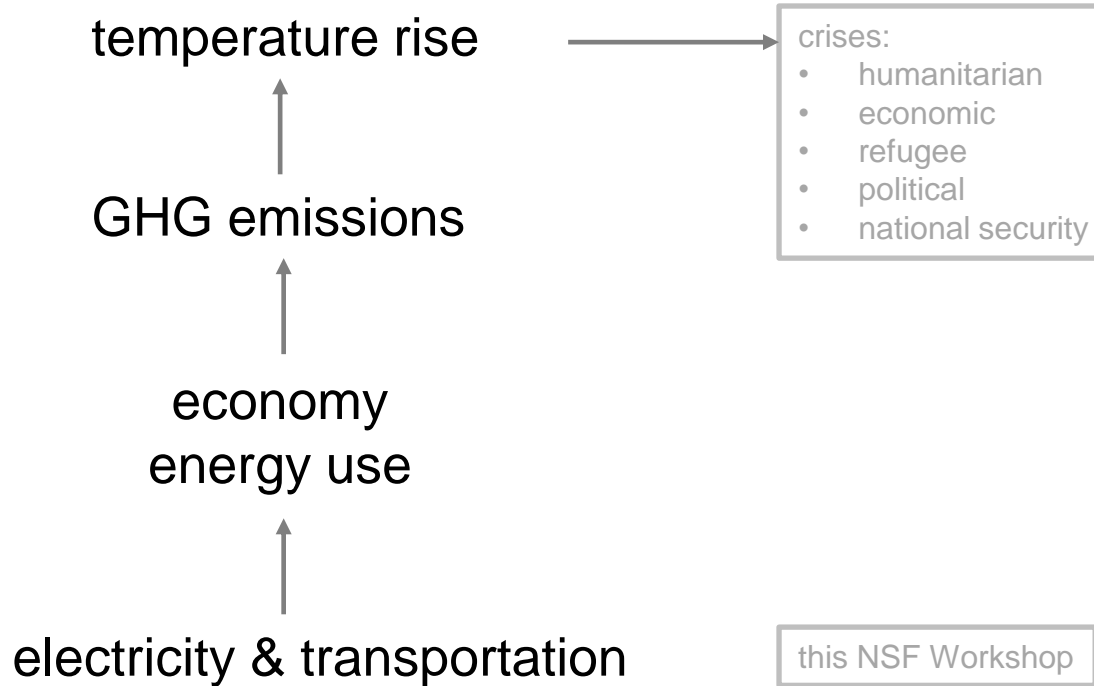 temperature rise
crises:
• humanitarian
• economic
• refugee
• political
• national security
GHG emissions
economy
energy use
electricity & transportation
this NSF Workshop